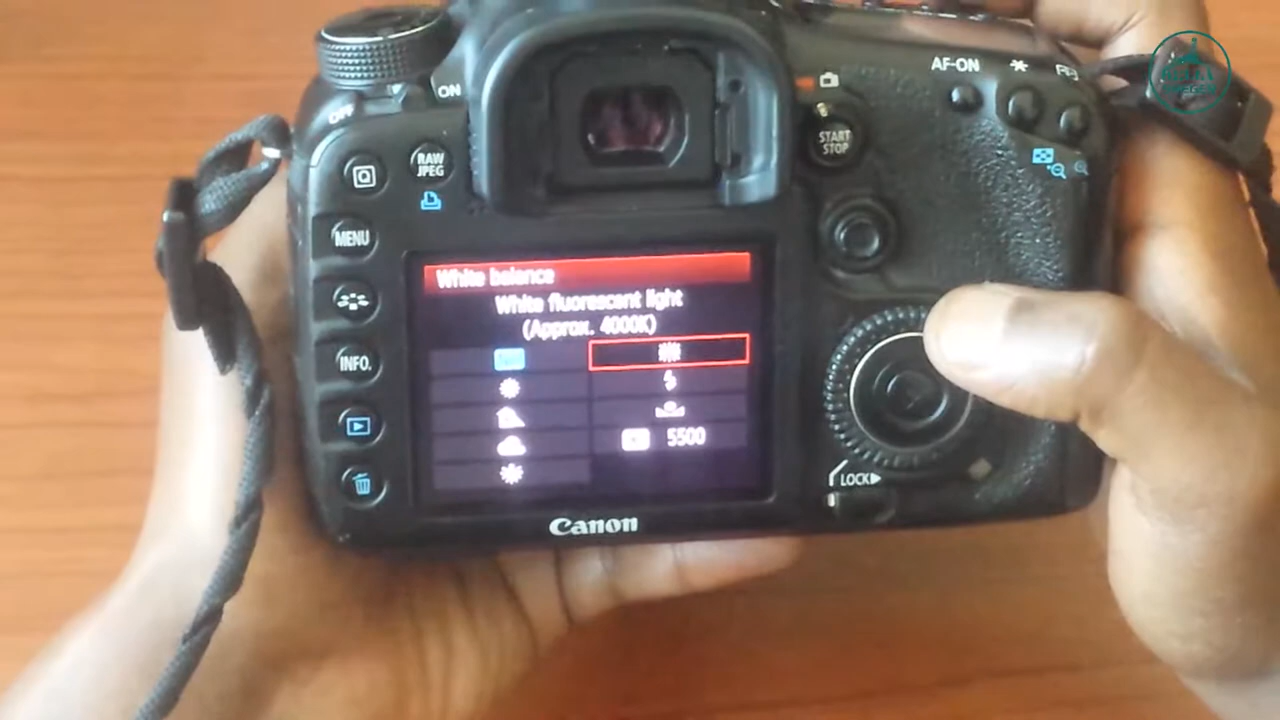 AF-ON
*
ON
OFF
START
STOP
RAW
JPEG
Q
MENU
INFO.
White balance
White fluorescent light
(Approx. 4000K)
AWB
K 5500
LOCK
Canon